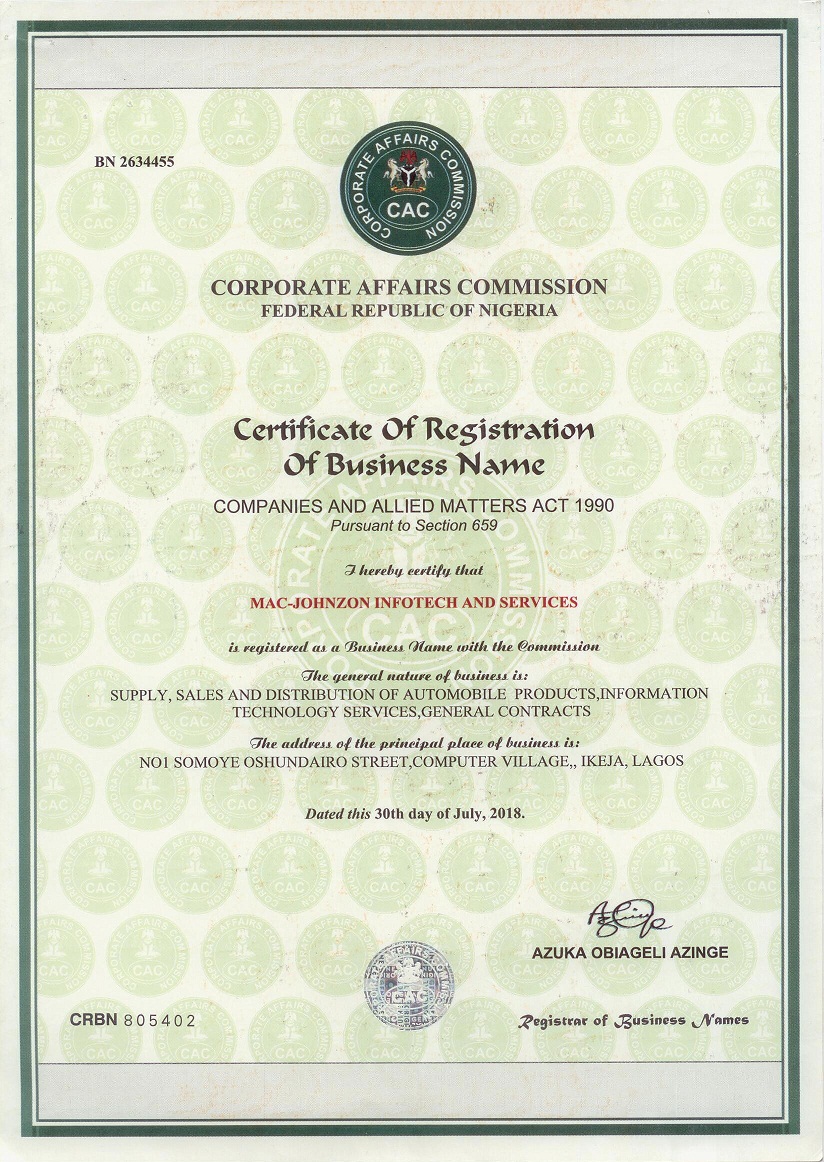 BN 2634455
CORPORATE AFFAIRS COMMISSION
CAC
CORPORATE AFFAIRS COMMISSION
FEDERAL REPUBLIC OF NIGERIA
Certificate Of Registration
Of Business Name
COMPANIES AND ALLIED MATTERS ACT 1990
Pursuant to Section 659
I hereby certify that
MAC-JOHNZON INFOTECH AND SERVICES
is registered as a Business Name with the Commission
The general nature of business is:
SUPPLY, SALES AND DISTRIBUTION OF AUTOMOBILE PRODUCTS,INFORMATION
TECHNOLOGY SERVICES,GENERAL CONTRACTS
The address of the principal place of business is:
NO1 SOMOYE OSHUNDAIRO STREET,COMPUTER VILLAGE,, IKEJA, LAGOS
Dated this 30th day of July, 2018.
AZUKA OBIAGELI AZINGE
CAC
CRBN 805402
Registrar of Business Names